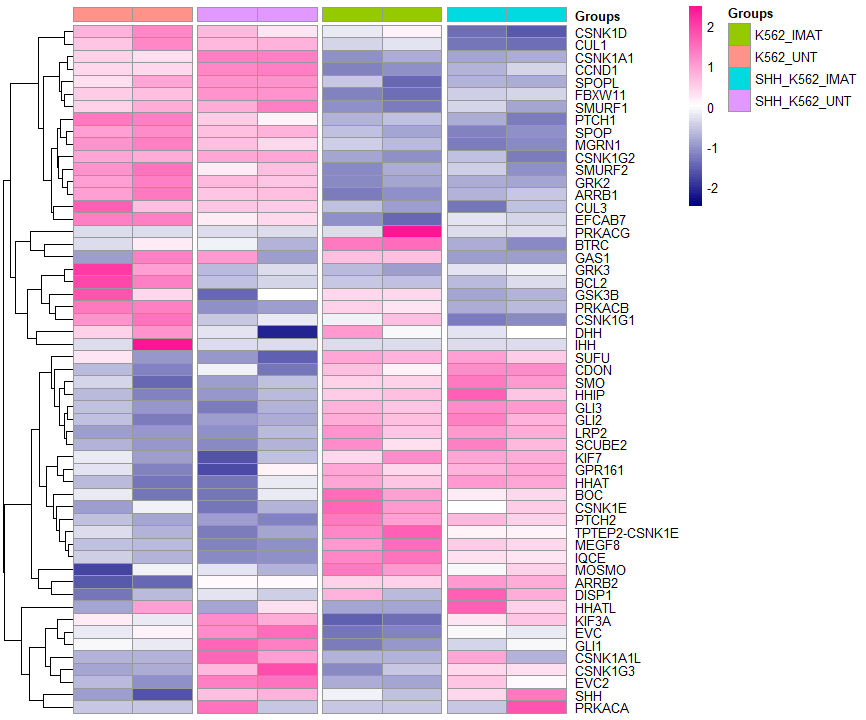 Groups
CSNK1D
CUL1
CSNK1A1
CCND1
SPOPL
FBXW11
SMURF1
PTCH1
SPOP
MGRN1
CSNK1G2
SMURF2
GRK2
ARRB1
CUL3
EFCAB7
PRKACG
BTRC
GAS1
GRK3
BCL2
GSK3B
PRKACB
CSNK1G1
DHH
IHH
SUFU
CDON
SMO
HHIP
GLI3
GLI2
LRP2
SCUBE2
KIF7
GPR161
HHAT
BOC
CSNK1E
PTCH2
TPTEP2-CSNK1E
MEGF8
IQCE
MOSMO
ARRB2
DISP1
HHATL
KIF3A
EVC
GLI1
CSNK1A1L
CSNK1G3
EVC2
SHH
PRKACA
2
1
0
-1
-2
Groups
K562_IMAT
K562_UNT
SHH_K562_IMAT
SHH_K562_UNT